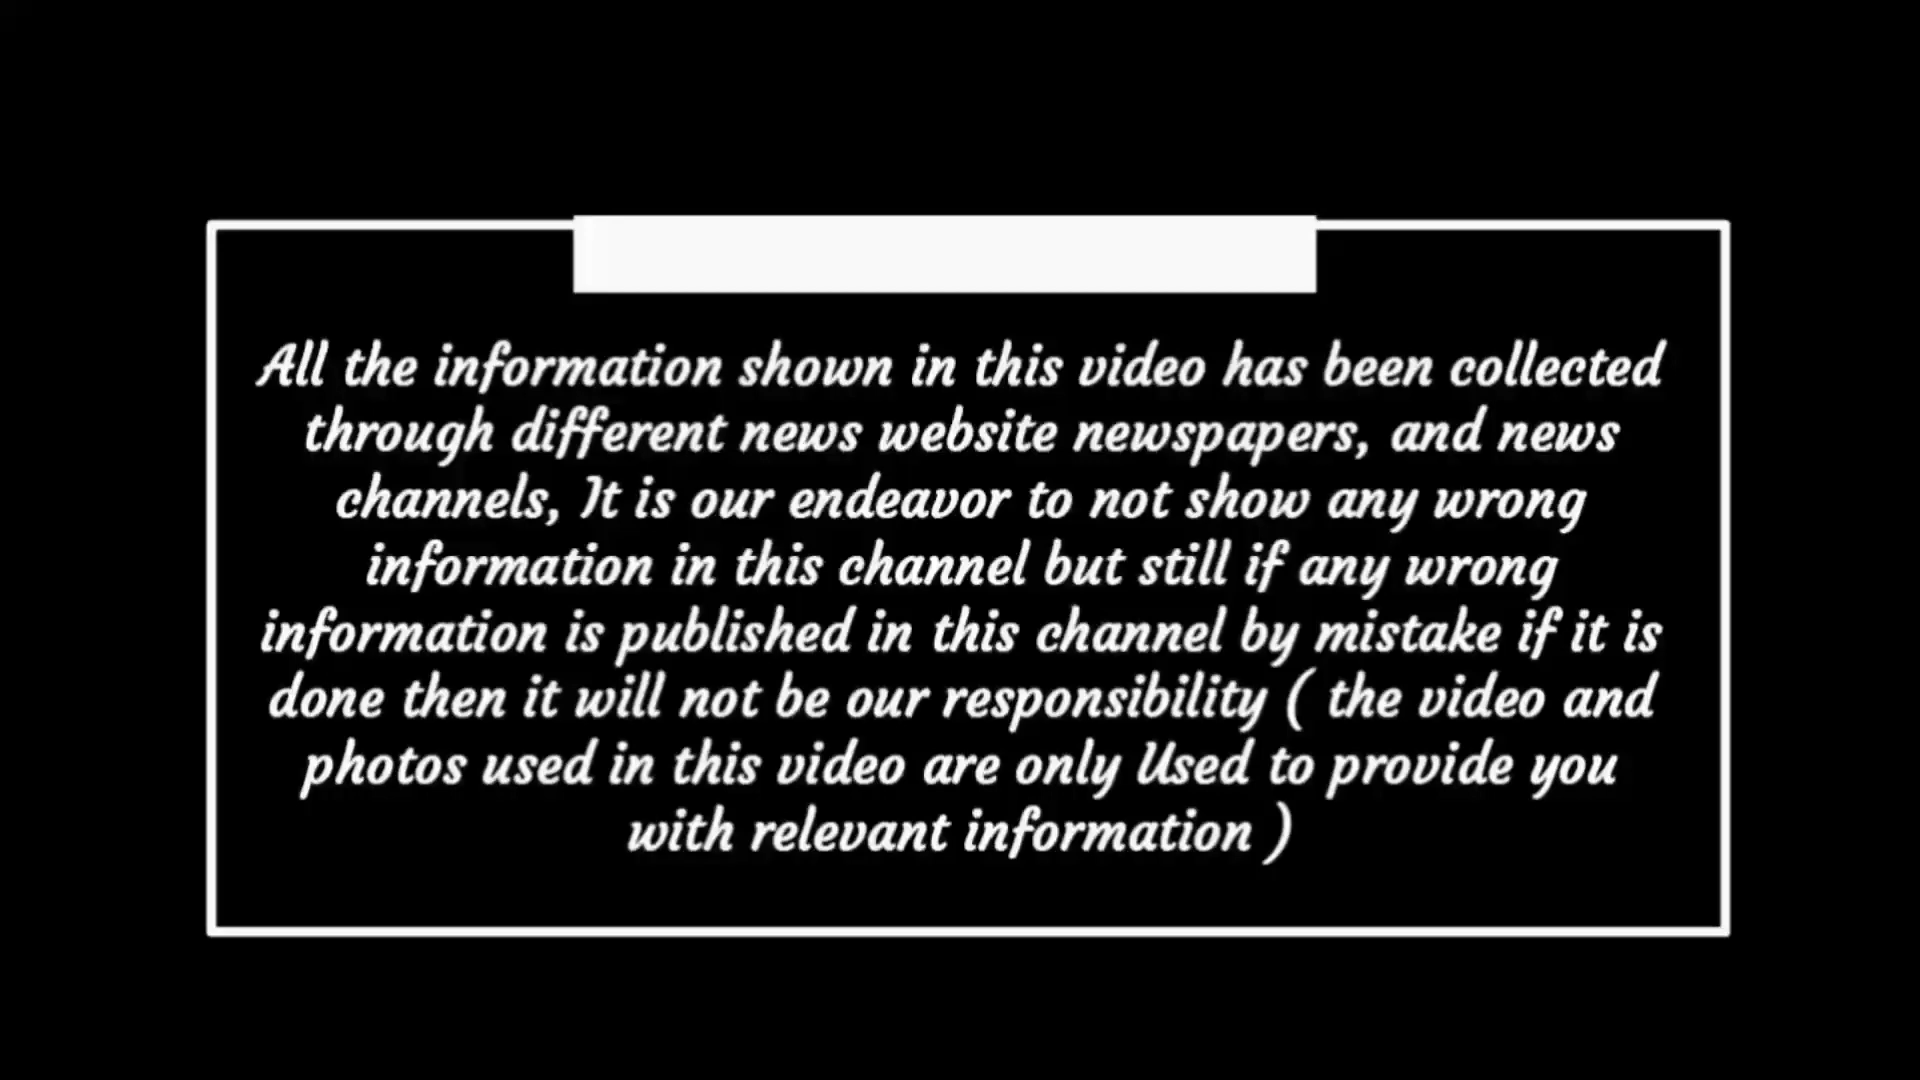 All the information shown in this video has been collected
through different news website newspapers, and news
channels, It is our endeavor to not show any wrong
information in this channel but still if any wrong
information is published in this channel by mistake if it is
done then it will not be our responsibility ( the video and
photos used in this video are only Used to provide you
with relevant information )